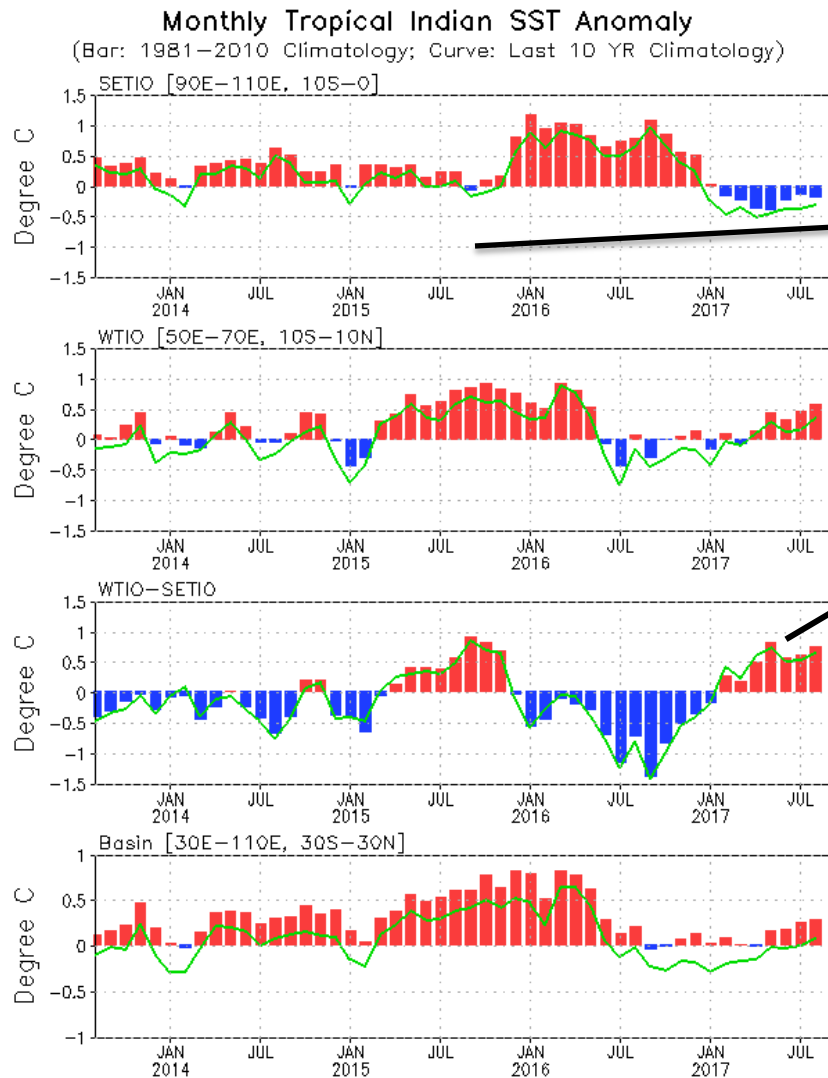 Monthly Tropical Indian SST Anomaly
(Bar: 1981-2010 Climatology; Curve: Last 10 YR Climatology)
SETIO [90E-110E, 10S-0]
Degree C
1.5
1
0.5
0
-0.5
-1
-1.5
JAN JUL JAN JUL JAN JUL JAN JUL
2014 2015 2016 2017
WTIO [50E-70E, 10S-10N]
Degree C
1.5
1
0.5
0
-0.5
-1
-1.5
JAN JUL JAN JUL JAN JUL JAN JUL
2014 2015 2016 2017
WTIO-SETIO
Degree C
1.5
1
0.5
0
-0.5
-1
-1.5
JAN JUL JAN JUL JAN JUL JAN JUL
2014 2015 2016 2017
Basin [30E-110E, 30S-30N]
Degree C
1
0.5
0
-0.5
-1
JAN JUL JAN JUL JAN JUL JAN JUL
2014 2015 2016 2017